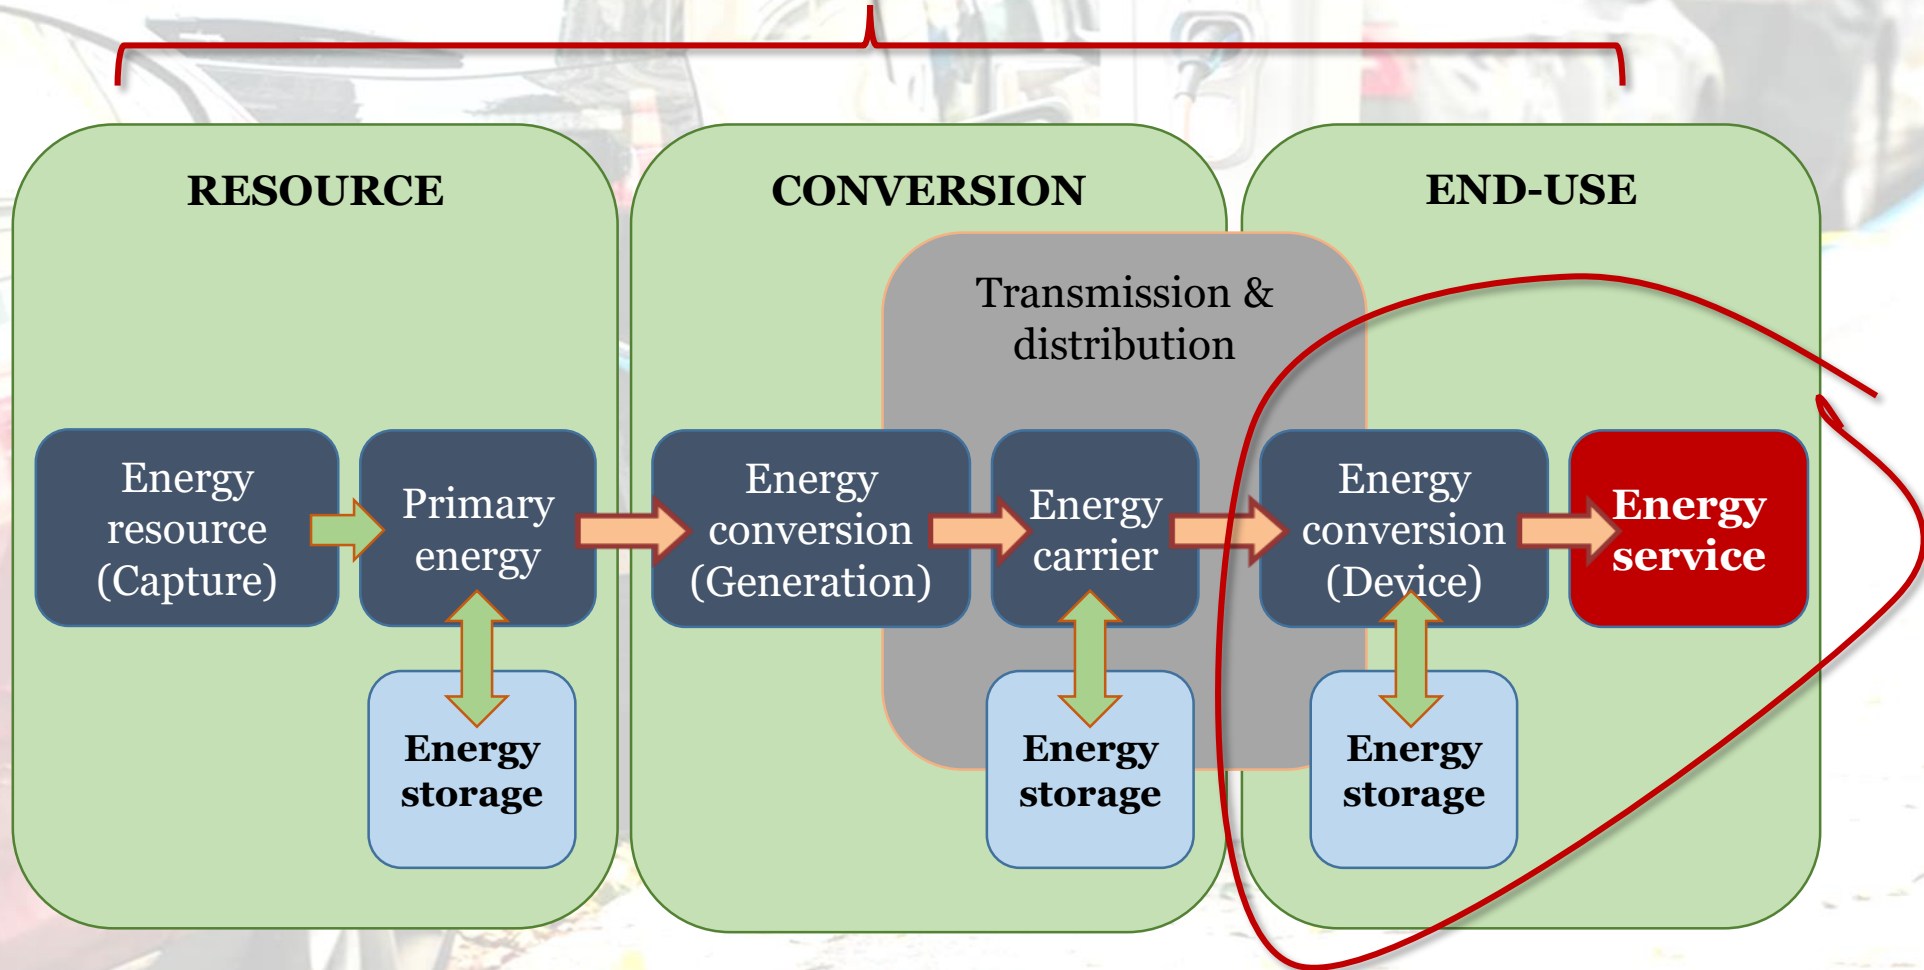 RESOURCE
CONVERSION
END-USE
Transmission &
distribution
Energy
resource
(Capture)
Primary
energy
Energy
conversion
(Generation)
Energy
carrier
Energy
conversion
(Device)
Energy
service
Energy
storage
Energy
storage
Energy
storage